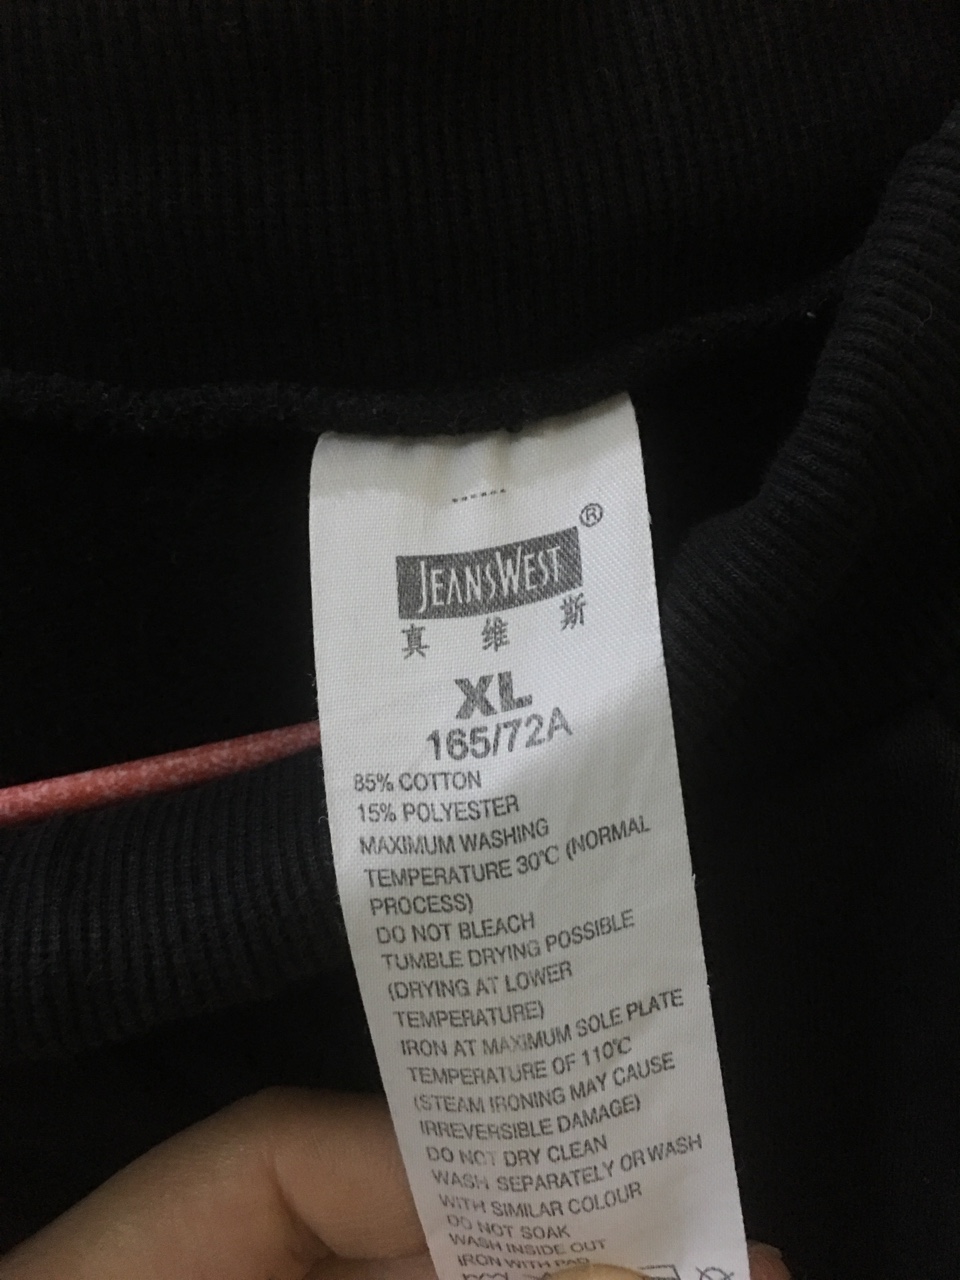 ®
JEANSWEST
真维斯
XL
165/72A
85% COTTON
15% POLYESTER
MAXIMUM WASHING
TEMPERATURE 30℃ (NORMAL
PROCESS)
DO NOT BLEACH
TUMBLE DRYING POSSIBLE
(DRYING AT LOWER
TEMPERATURE)
IRON AT MAXIMUM SOLE PLATE
TEMPERATURE OF 110℃
(STEAM IRONING MAY CAUSE
IRREVERSIBLE DAMAGE)
DO NOT DRY CLEAN
WASH SEPARATELY OR WASH
WITH SIMILAR COLOUR
DO NOT SOAK
WASH INSIDE OUT
IRON WITH PAD